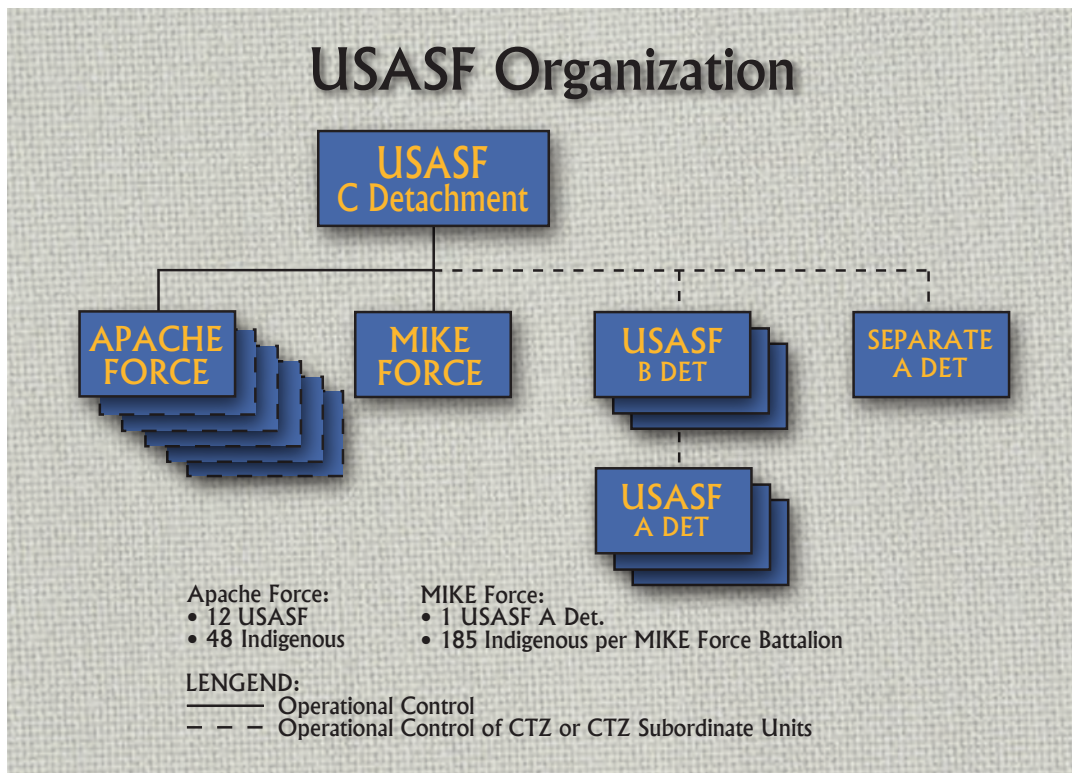 USASF Organization
USASF
C Detachment
APACHE
FORCE
MIKE
FORCE
USASF
B DET
SEPARATE
A DET
USASF
A DET
Apache Force:
• 12 USASF
• 48 Indigenous
MIKE Force:
• 1 USASF A Det.
• 185 Indigenous per MIKE Force Battalion
LENGEND:
Operational Control
Operational Control of CTZ or CTZ Subordinate Units